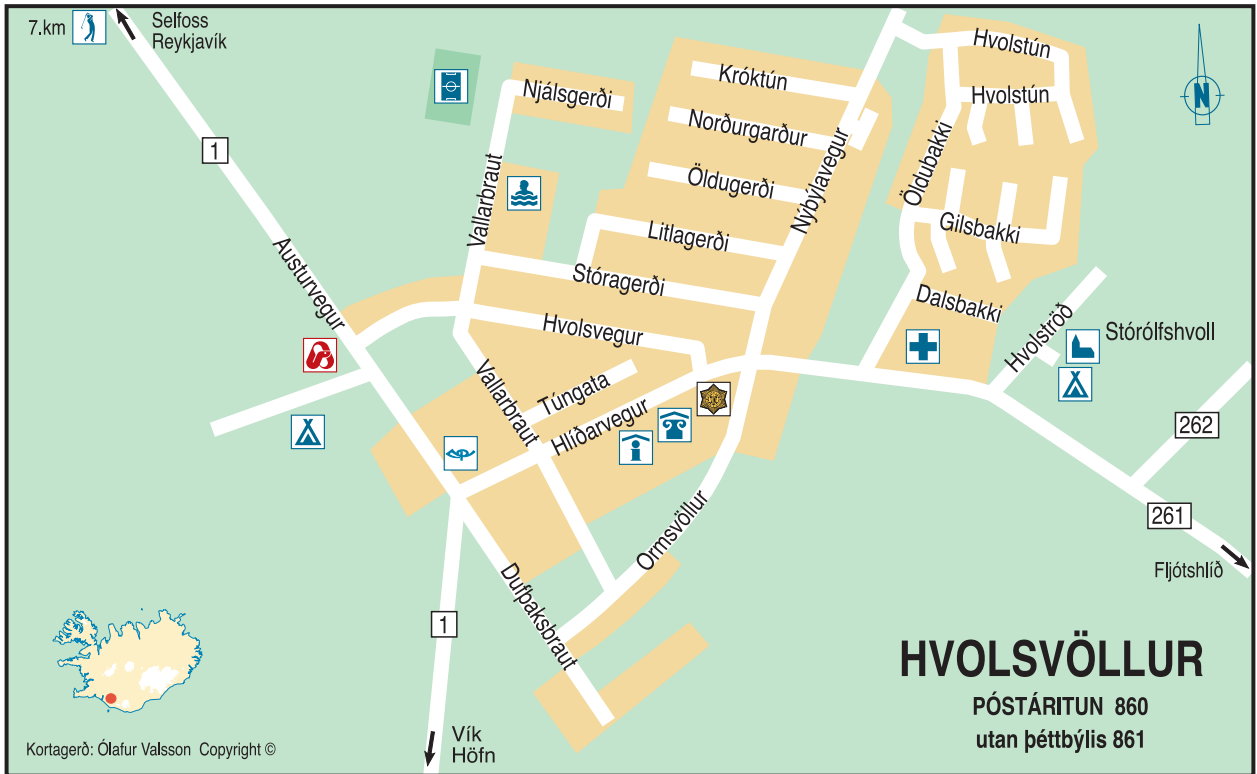 7.km
Selfoss
Reykjavík
1
Njálsgerði
Króktún
Hvolstún
Hvolstún
N
Norðurgarður
Öldugerði
Nýbýlavegur
Öldubakki
Vallarbraut
Litlagerði
Gilsbakki
Austurvegur
Stóragerði
Dalsbakki
Hvolsvegur
Hvolströð
Stórólfshvoll
Vallarbraut
Túngata
Hlíðarvegur
262
261
Ormsvöllur
Fljótshlíð
Dufþaksbraut
1
HVOLSVÖLLUR
PÓSTÁRITUN 860
utan þéttbýlis 861
Vík
Höfn
Kortagerð: Ólafur Valsson Copyright ©